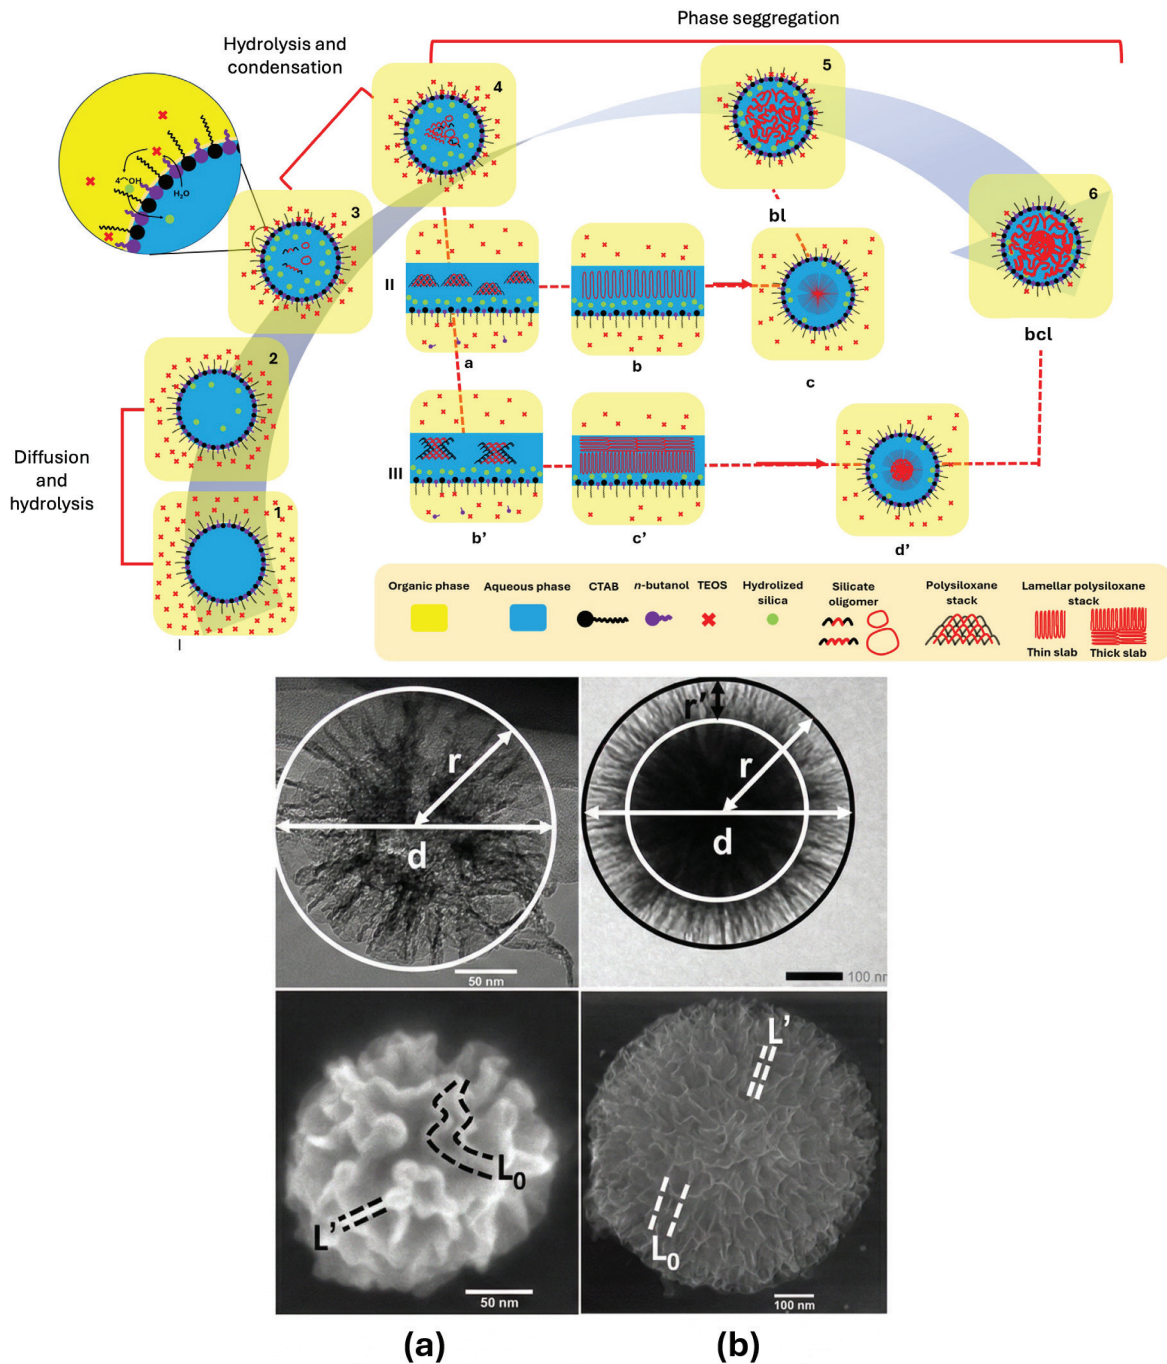 Phase seggregation
Hydrolysis and
condensation
4
5
6
4
OH
H₂O
3
bl
II
bcl
a
b
c
2
Diffusion
and
hydrolysis
III
1
b'
c'
d'
I
Organic phase
Aqueous phase
CTAB
n-butanol
TEOS
Hydrolized
silica
Silicate
oligomer
Polysiloxane
stack
Lamellar polysiloxane
stack
Thin slab
Thick slab
r
d
50 nm
r'
r
d
100 nm
L₀
L'
50 nm
L'
L₀
100 nm
(a)
(b)